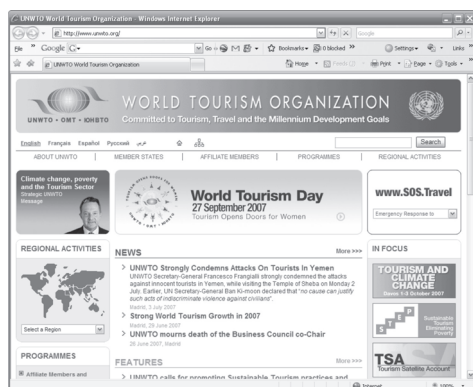 UNWTO World Tourism Organization - Windows Internet Explorer
http://www.unwto.org/
Google
File » Google G Go Bookmarks 0 blocked » Settings Links
UNWTO World Tourism Organization Home Feeds Print Page Tools
UNWTO • OMT • ЮНВТО
WORLD TOURISM ORGANIZATION
Committed to Tourism, Travel and the Millennium Development Goals
English Français Español Русский عربي Search
ABOUT UNWTO | MEMBER STATES | AFFILIATE MEMBERS | PROGRAMMES | REGIONAL ACTIVITIES
Climate change, poverty
and the Tourism Sector
Strategic UNWTO
Message
World Tourism Day
27 September 2007
Tourism Opens Doors for Women
www.SOS.Travel
Emergency Response to
REGIONAL ACTIVITIES
Select a Region
PROGRAMMES
Affiliate Members and
NEWS More >>>
> UNWTO Strongly Condemns Attacks On Tourists In Yemen
UNWTO Secretary-General Francesco Frangialli strongly condemned the attacks
against innocent tourists in Yemen, while visiting the Temple of Sheba on Monday 2
July. Earlier, UN Secretary-General Ban Ki-moon declared that "no cause can justify
such acts of indiscriminate violence against civilians".
Madrid, 3 July 2007
> Strong World Tourism Growth in 2007
Madrid, 29 June 2007
> UNWTO mourns death of the Business Council co-Chair
26 June 2007, Madrid
FEATURES More >>>
> UNWTO calls for promoting Sustainable Tourism practices and
IN FOCUS
TOURISM AND
CLIMATE
CHANGE
Davos 1-3 October 2007
STEP
Sustainable
Tourism
Eliminating
Poverty
TSA
Tourism Satellite Account
Internet 100%